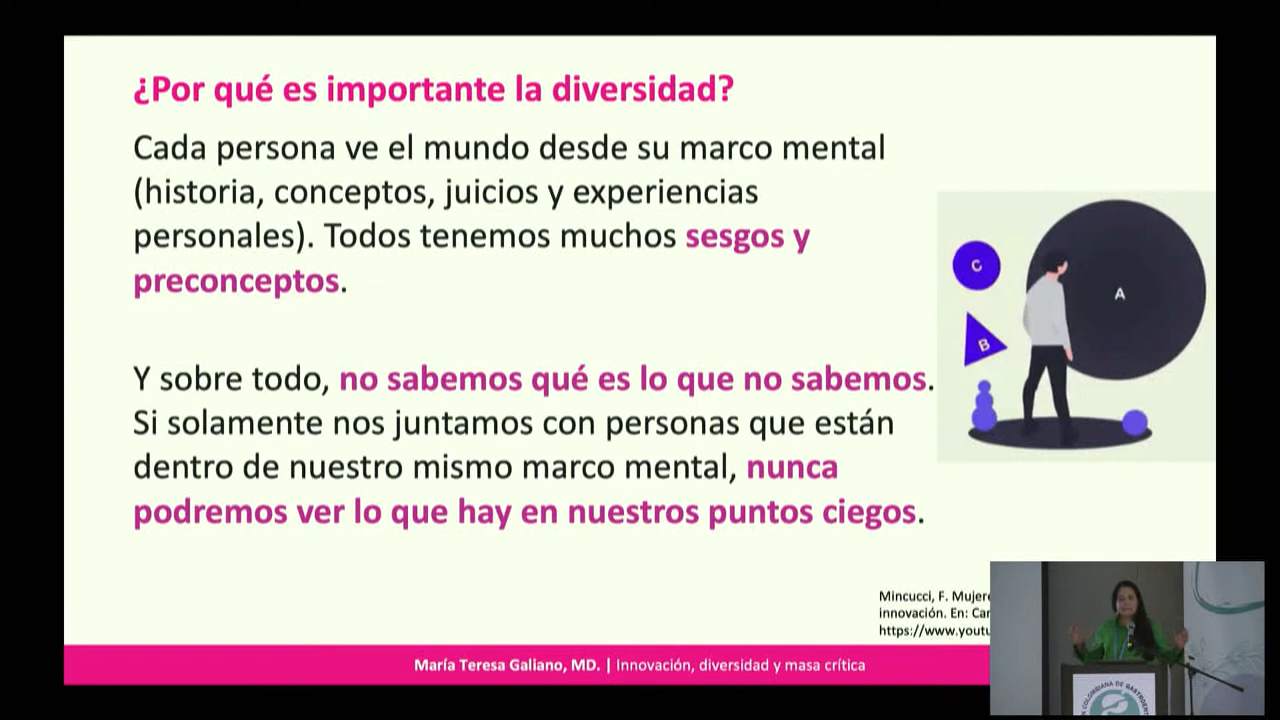 ¿Por qué es importante la diversidad?
Cada persona ve el mundo desde su marco mental
(historia, conceptos, juicios y experiencias
personales). Todos tenemos muchos sesgos y
preconceptos.
Y sobre todo, no sabemos qué es lo que no sabemos.
Si solamente nos juntamos con personas que están
dentro de nuestro mismo marco mental, nunca
podremos ver lo que hay en nuestros puntos ciegos.
C
A
B
Mincucci, F.
innovación. En:
https://www.youtu
María Teresa Galiano, MD. | Innovación, diversidad y masa crítica
COLOMBIANA DE